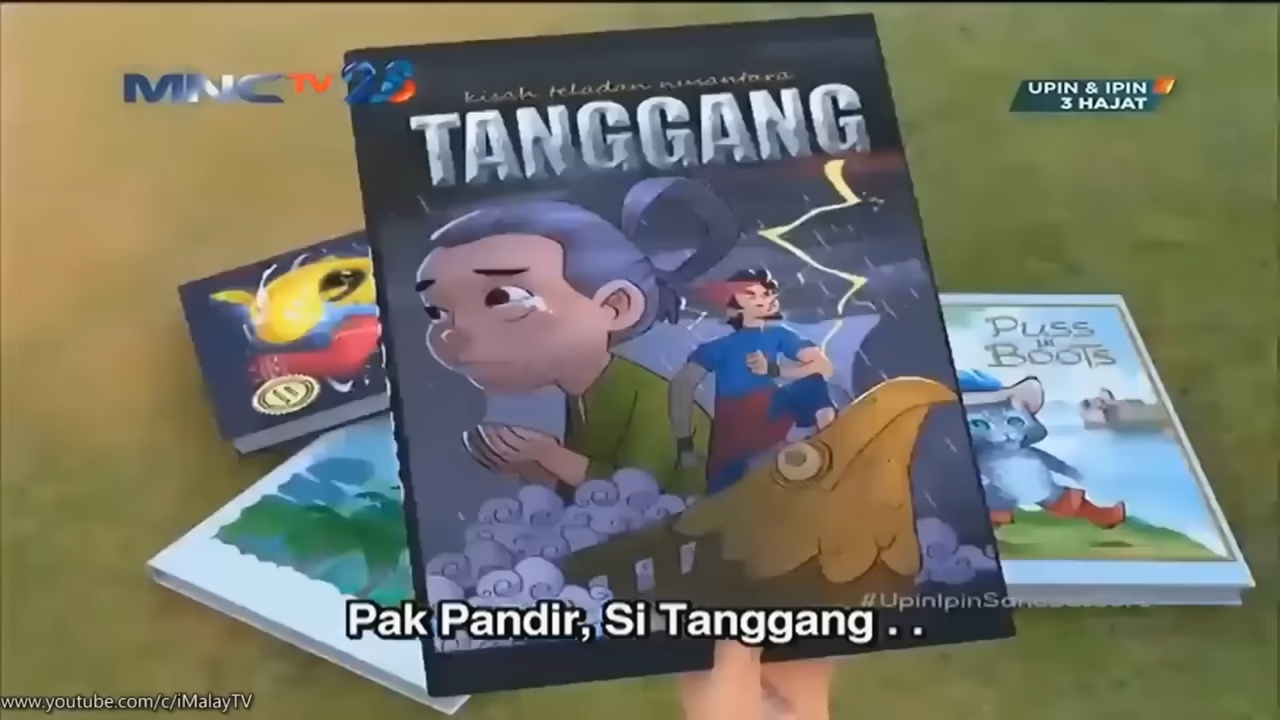 MNCTV 28
UPIN & IPIN
3 HAJAT
kisah teladan nusantara
TANGGANG
PUSS
IN
BOOTS
Pak Pandir, Si Tanggang . .
www.youtube.com/c/iMalayTV